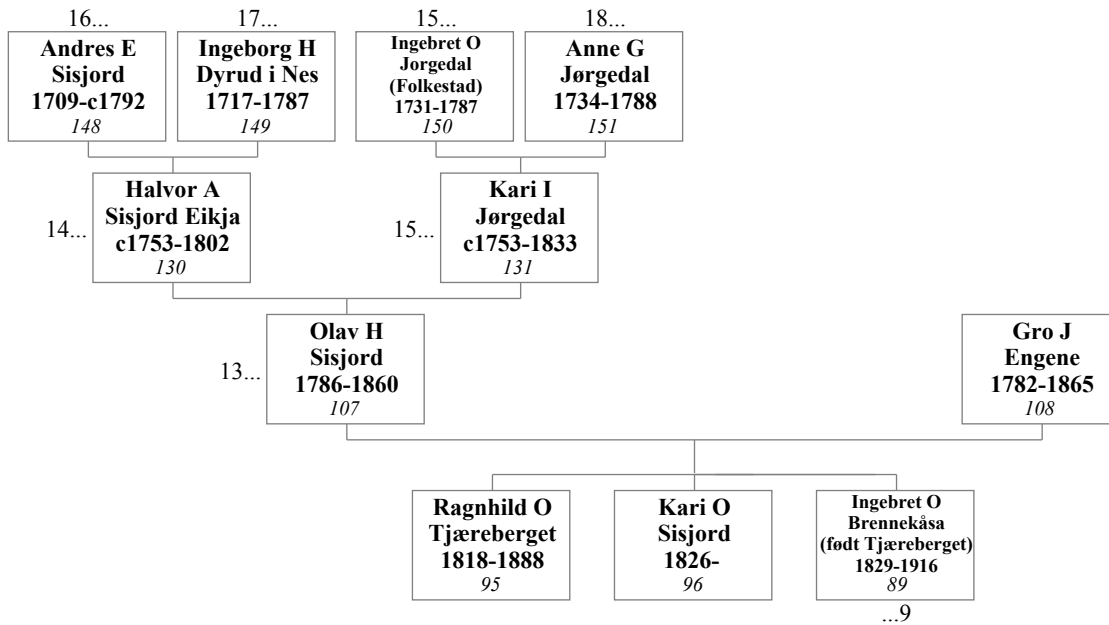 16...
17...
15...
18...
Andres E
Sisjord
1709-c1792
148
Ingeborg H
Dyrud i Nes
1717-1787
149
Ingebret O
Jorgedal
(Folkestad)
1731-1787
150
Anne G
Jørgedal
1734-1788
151
14...
Halvor A
Sisjord Eikja
c1753-1802
130
15...
Kari I
Jørgedal
c1753-1833
131
13...
Olav H
Sisjord
1786-1860
107
Gro J
Engene
1782-1865
108
Ragnhild O
Tjæreberget
1818-1888
95
Kari O
Sisjord
1826-
96
Ingebret O
Brennekåsa
(født Tjæreberget)
1829-1916
89
...9